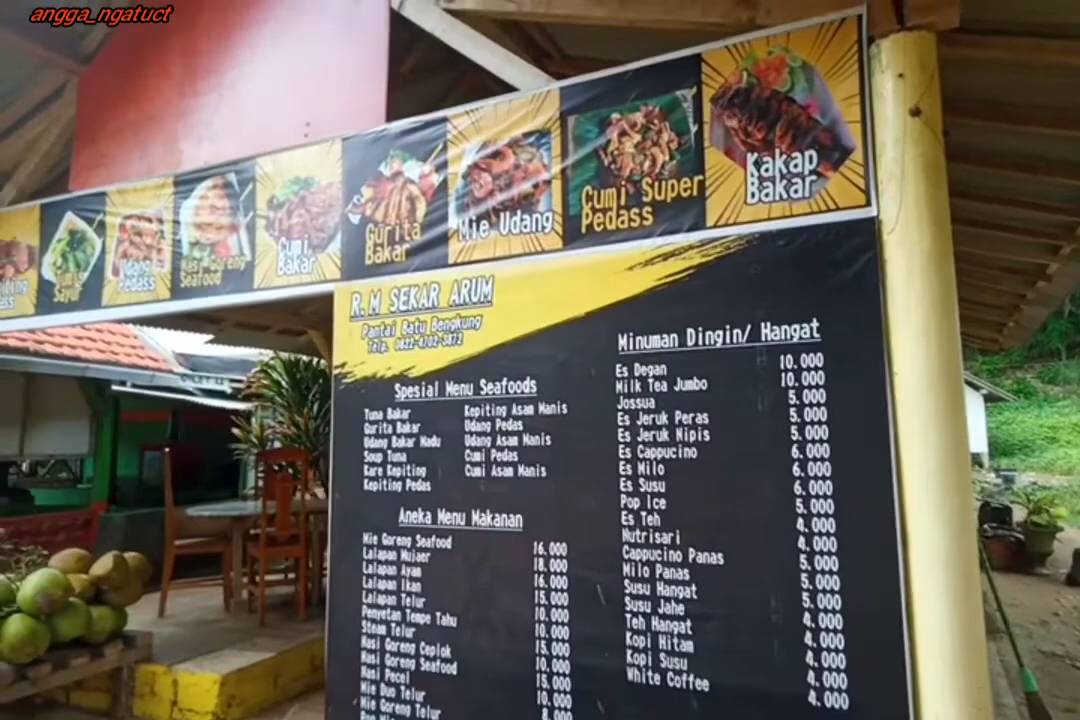 angga_ngatuct
Kakap
Bakar
Cumi Super
Pedass
Mie Udang
Gurita
Bakar
Cumi
Bakar
Nasi Goreng
Seafood
Udang
Pedass
Sayur
R.M SEKAR ARUM
Pantai Batu Bengkung
Telp. 0822-4702-3872
Spesial Menu Seafoods
Tuna Bakar
Gurita Bakar
Udang Bakar Madu
Soup Tuna
Kare Kepiting
Kepiting Pedas
Kepiting Asam Manis
Udang Pedas
Udang Asam Manis
Cumi Pedas
Cumi Asam Manis
Aneka Menu Makanan
Mie Goreng Seafood 16.000
Lalapan Mujaer 18.000
Lalapan Ayam 16.000
Lalapan Ikan 15.000
Lalapan Telur 10.000
Penyetan Tempe Tahu 10.000
Steam Telur 15.000
Nasi Goreng Ceplok 10.000
Nasi Goreng Seafood 15.000
Nasi Pecel 10.000
Mie Duo Telur 8.000
Mie Goreng Telur
Minuman Dingin/ Hangat
Es Degan 10.000
Milk Tea Jumbo 10.000
Jossua 5.000
Es Jeruk Peras 5.000
Es Jeruk Nipis 5.000
Es Cappucino 6.000
Es Milo 6.000
Es Susu 6.000
Pop Ice 5.000
Es Teh 4.000
Nutrisari 4.000
Cappucino Panas 5.000
Milo Panas 5.000
Susu Hangat 5.000
Susu Jahe 4.000
Teh Hangat 4.000
Kopi Hitam 4.000
Kopi Susu 4.000
White Coffee 4.000